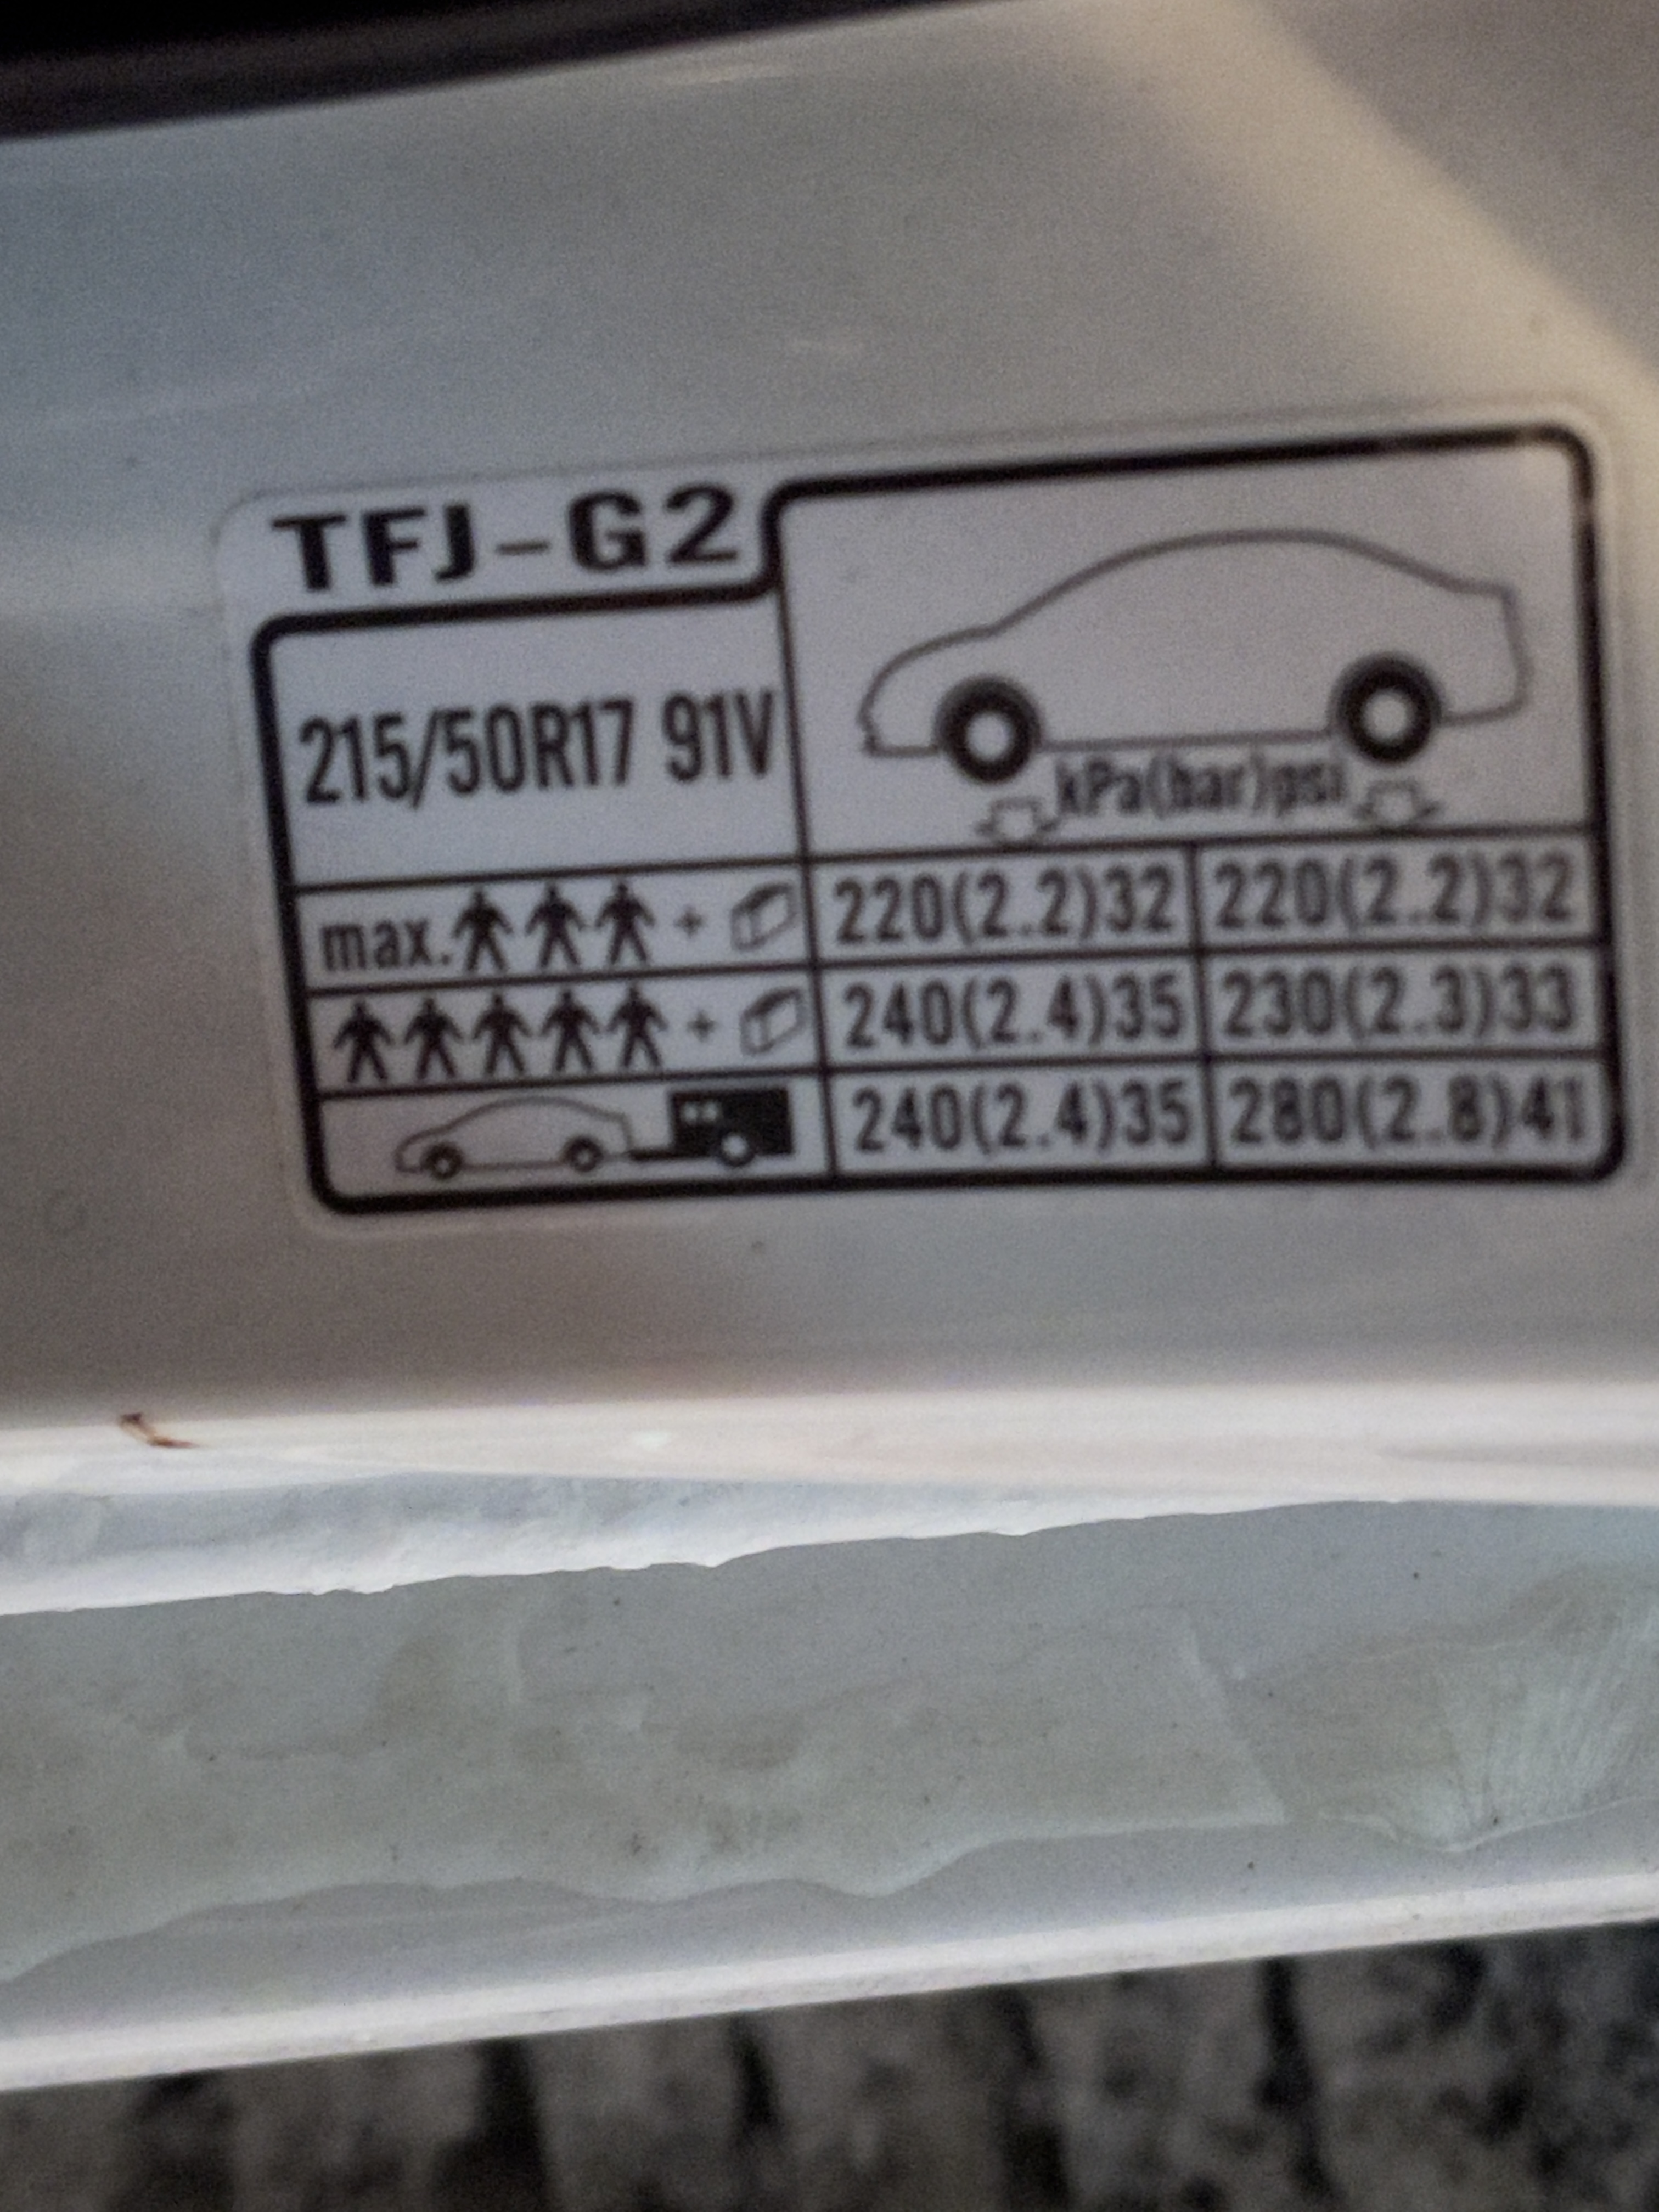 TFJ-G2
215/50R17 91V
kPa(bar)psi
max. + 220(2.2)32 220(2.2)32
+ 240(2.4)35 230(2.3)33
240(2.4)35 280(2.8)41